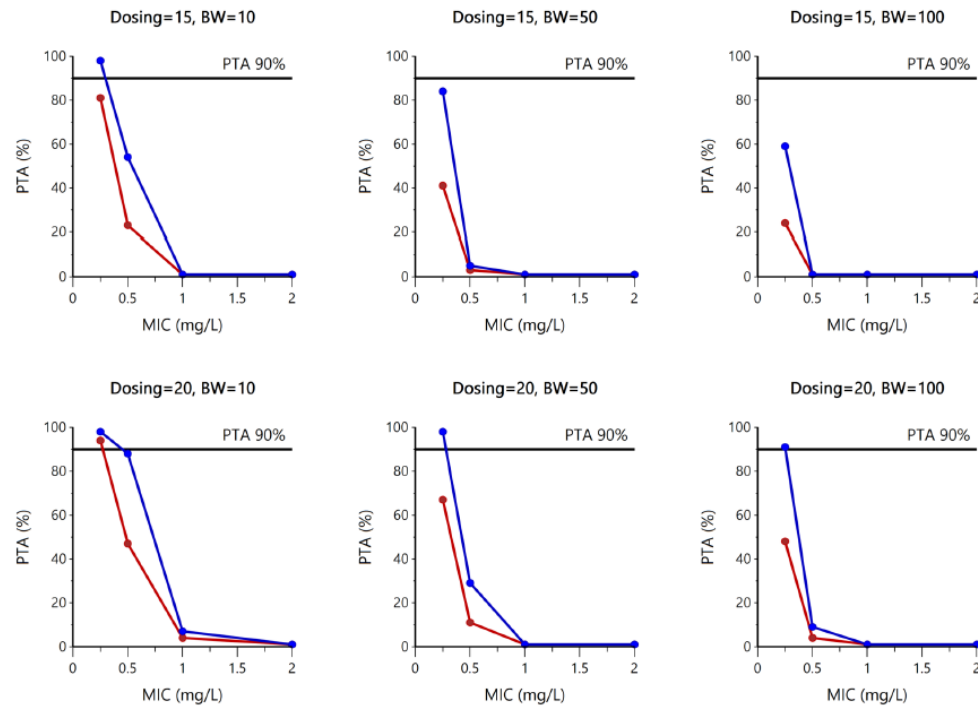 Dosing=15, BW=10
Dosing=15, BW=50
Dosing=15, BW=100
100
80
60
40
20
0
PTA (%)
PTA 90%
0
0.5
1
1.5
2
MIC (mg/L)
100
80
60
40
20
0
PTA (%)
PTA 90%
0
0.5
1
1.5
2
MIC (mg/L)
100
80
60
40
20
0
PTA (%)
PTA 90%
0
0.5
1
1.5
2
MIC (mg/L)
Dosing=20, BW=10
Dosing=20, BW=50
Dosing=20, BW=100
100
80
60
40
20
0
PTA (%)
PTA 90%
0
0.5
1
1.5
2
MIC (mg/L)
100
80
60
40
20
0
PTA (%)
PTA 90%
0
0.5
1
1.5
2
MIC (mg/L)
100
80
60
40
20
0
PTA (%)
PTA 90%
0
0.5
1
1.5
2
MIC (mg/L)